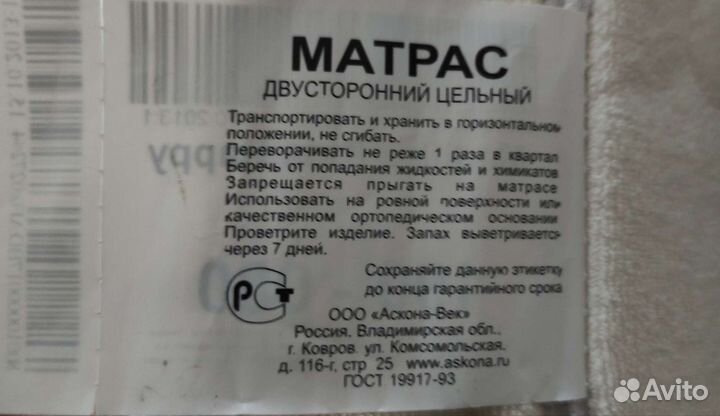 МАТРАС
ДВУСТОРОННИЙ ЦЕЛЬНЫЙ
Транспортировать и хранить в горизонтальном
положении, не сгибать.
Переворачивать не реже 1 раза в квартал
Беречь от попадания жидкостей и химикатов
Запрещается прыгать на матрасе
Использовать на ровной поверхности или
качественном ортопедическом основании
Проветрите изделие. Запах выветривается
через 7 дней.
РСТ
Сохраняйте данную этикетку
до конца гарантийного срока
ООО «Аскона-Век»
Россия. Владимирская обл.,
г. Ковров. ул. Комсомольская.
д. 116-г, стр 25 www.askona.ru
ГОСТ 19917-93
Avito